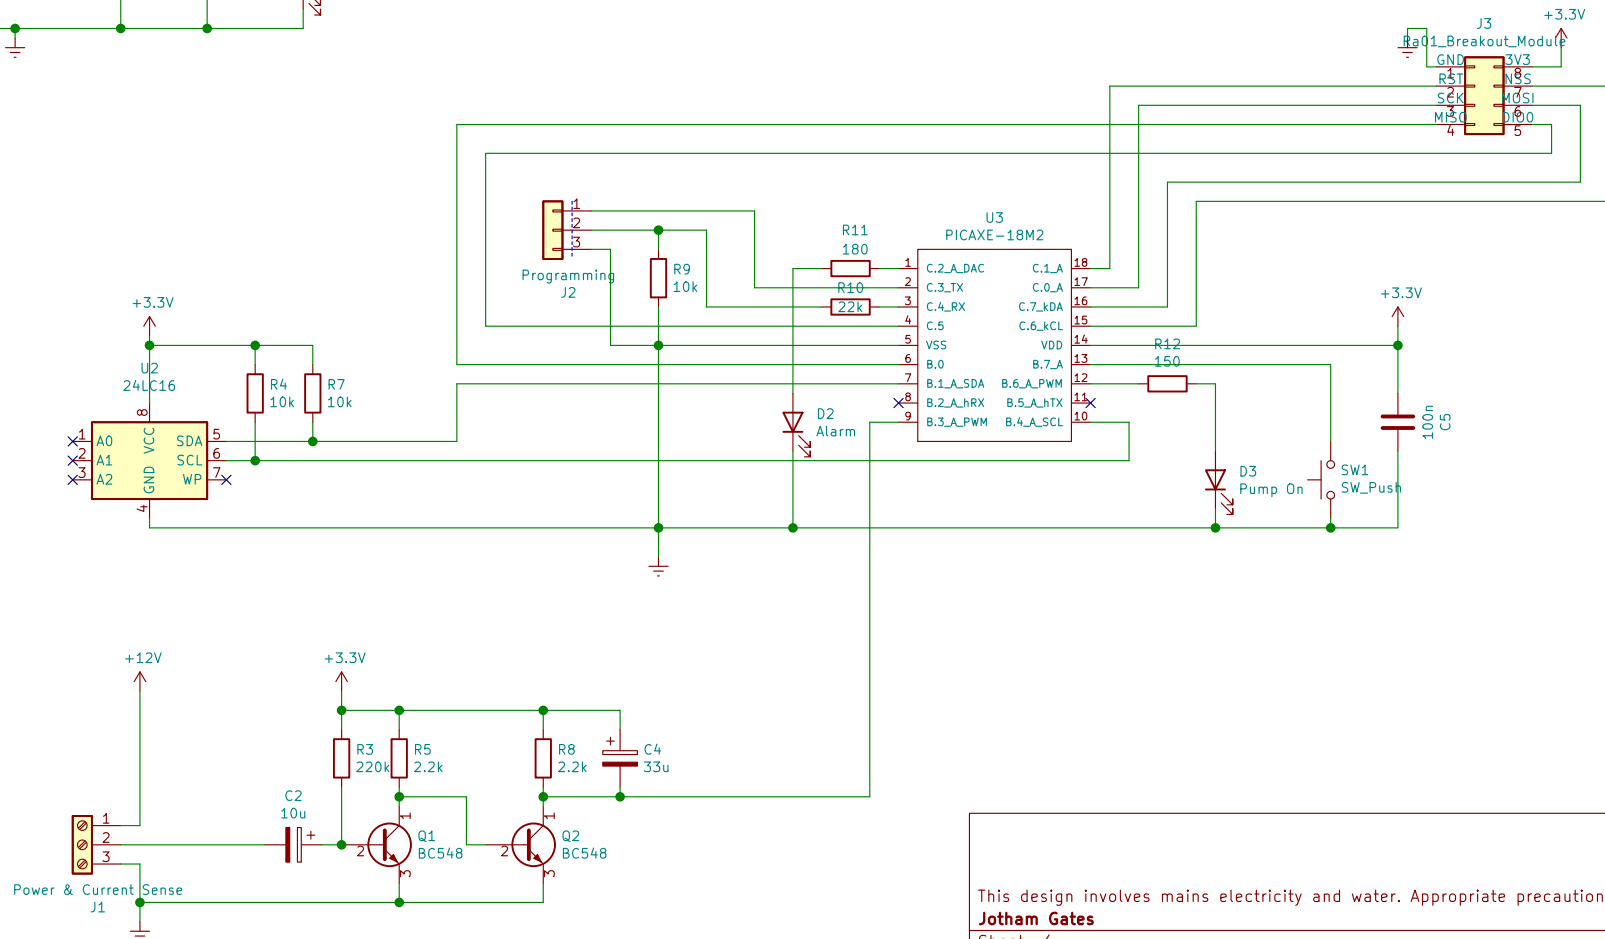 +3.3V
J3
Ra01_Breakout_Module
GND 3V3
1 8
RST NSS
2 7
SCK MOSI
3 6
MISO DIO0
4 5
1
2
3
Programming
J2
R9
10k
R11
180
R10
22k
U3
PICAXE-18M2
1 C.2_A_DAC C.1_A 18
2 C.3_TX C.0_A 17
3 C.4_RX C.7_kDA 16
4 C.5 C.6_kCL 15
5 VSS VDD 14
6 B.0 B.7_A 13
7 B.1_A_SDA B.6_A_PWM 12
8 B.2_A_hRX B.5_A_hTX 11
9 B.3_A_PWM B.4_A_SCL 10
R12
150
+3.3V
100n
C5
+3.3V
U2
24LC16
R4
10k
R7
10k
8
1 A0 VCC SDA 5
2 A1 SCL 6
3 A2 GND WP 7
4
D2
Alarm
D3
Pump On
SW1
SW_Push
+12V
+3.3V
R3
220k
R5
2.2k
R8
2.2k
+
C4
33u
C2
10u
+
1
2
3
Power & Current Sense
J1
1
2
3
Q1
BC548
1
2
3
Q2
BC548
This design involves mains electricity and water. Appropriate precaution
Jotham Gates